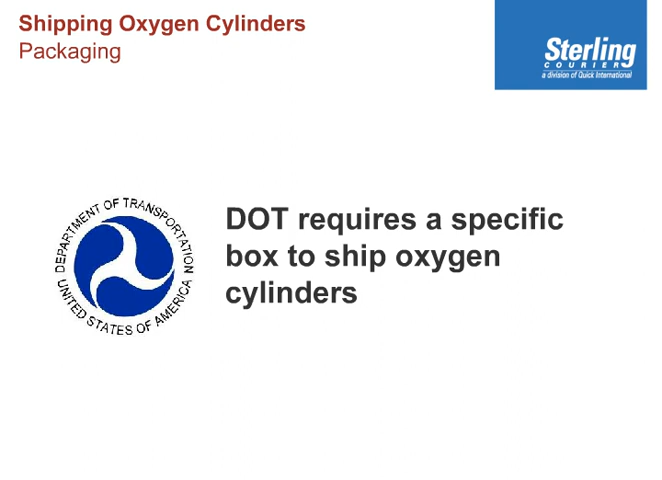 Shipping Oxygen Cylinders
Packaging
Sterling
COURIER
a division of Quick International
DEPARTMENT OF TRANSPORTATION
UNITED STATES OF AMERICA
DOT requires a specific
box to ship oxygen
cylinders